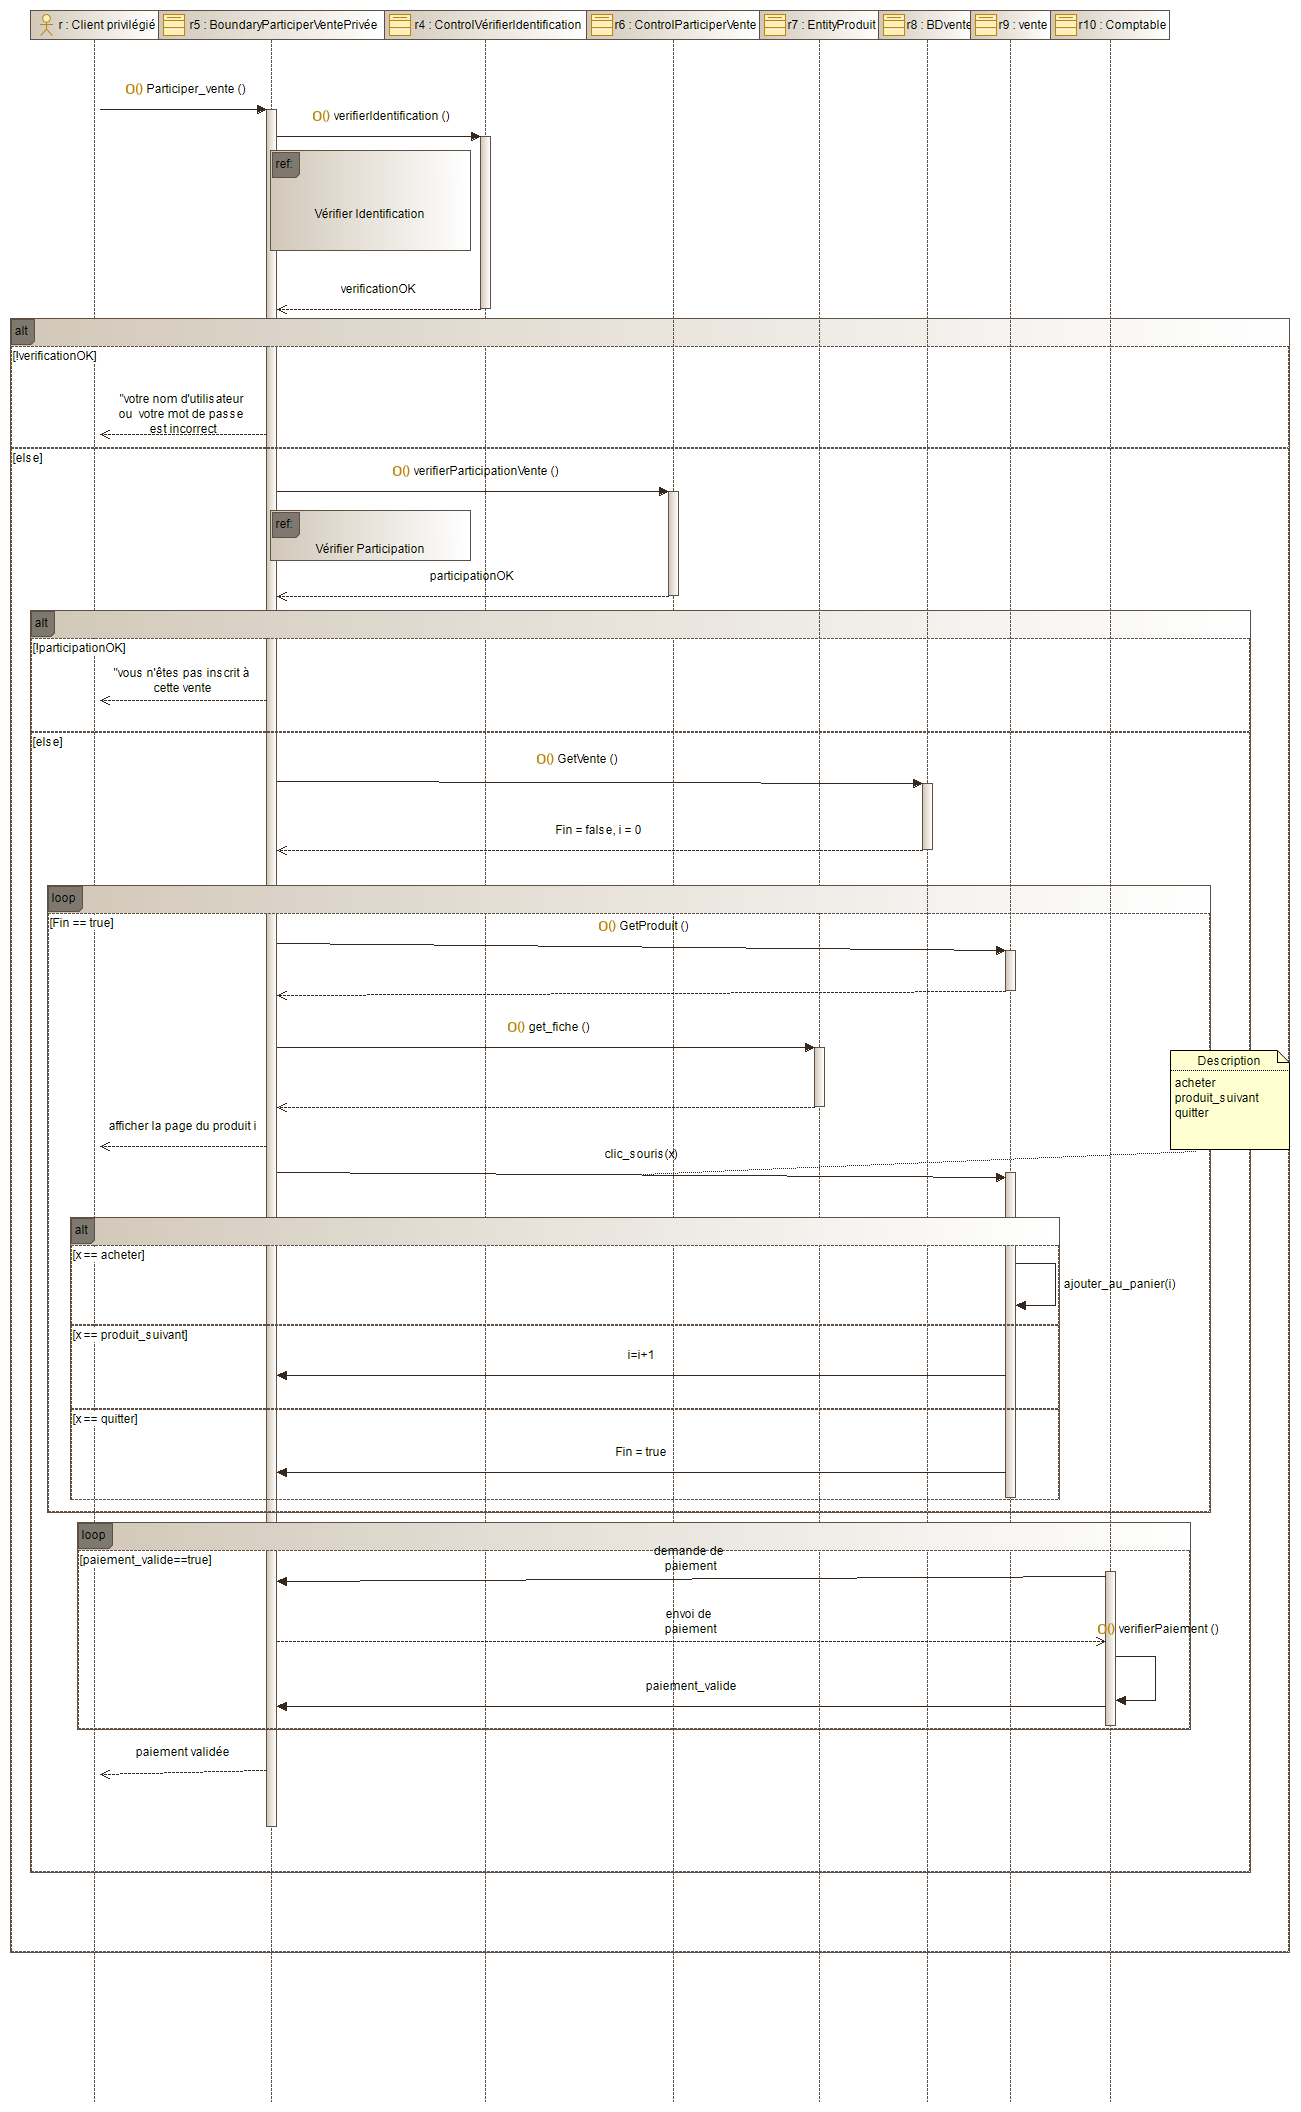 r : Client privilégié
r5 : BoundaryParticiperVentePrivée
r4 : ControlVérifierIdentification
r6 : ControlParticiperVente
r7 : EntityProduit
r8 : BDvente
r9 : vente
r10 : Comptable
O() Participer_vente ()
O() verifierIdentification ()
ref:
Vérifier Identification
verificationOK
alt
[!verificationOK]
"votre nom d'utilisateur
ou votre mot de passe
est incorrect
[else]
O() verifierParticipationVente ()
ref:
Vérifier Participation
participationOK
alt
[!participationOK]
"vous n'êtes pas inscrit à
cette vente
[else]
O() GetVente ()
Fin = false, i = 0
loop
[Fin == true]
O() GetProduit ()
O() get_fiche ()
Description
acheter
produit_suivant
quitter
afficher la page du produit i
clic_souris(x)
alt
[x == acheter]
ajouter_au_panier(i)
[x == produit_suivant]
i=i+1
[x == quitter]
Fin = true
loop
[paiement_valide==true]
demande de
paiement
envoi de
paiement
O() verifierPaiement ()
paiement_valide
paiement validée